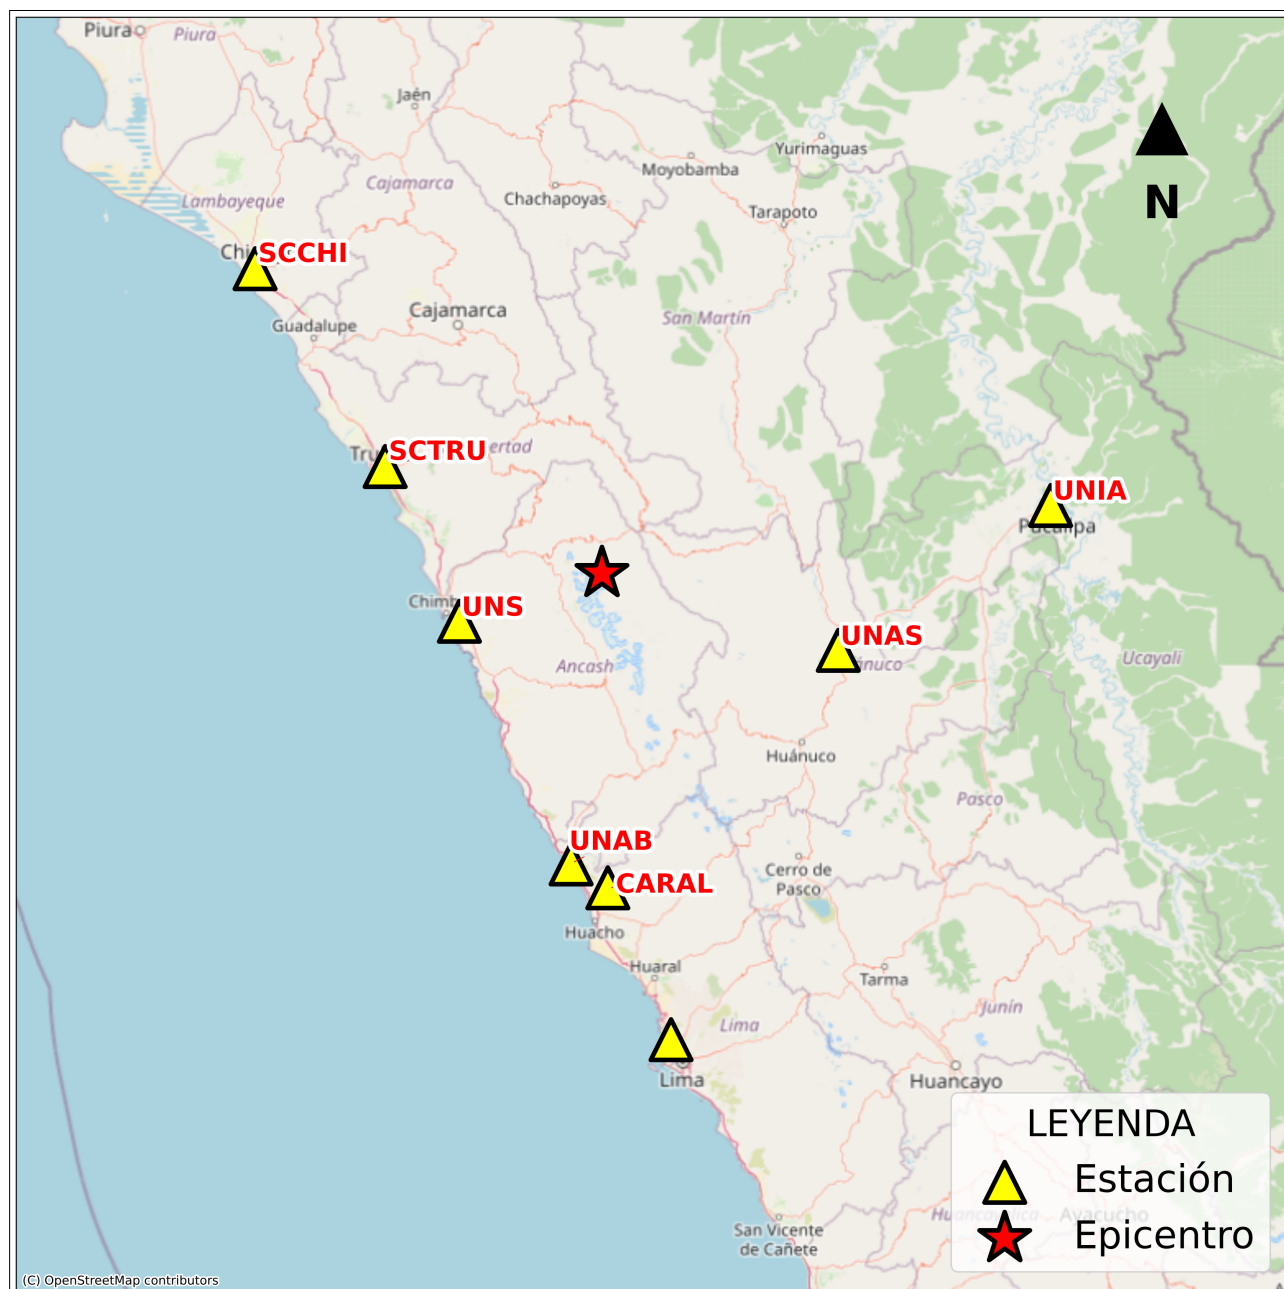 Piura
Piura
Jaén
Yurimaguas
Moyobamba
Cajamarca
Chachapoyas
Lambayeque
Tarapoto
N
SCCHI
Cajamarca
San Martín
Guadalupe
SCTRU
UNIA
UNS
UNAS
Ancash
Ucayali
Huánuco
Pasco
UNAB
Cerro de
Pasco
CARAL
Huacho
Huaral
Tarma
Junín
Lima
Lima
Huancayo
LEYENDA
Estación
Huancavelica
Ayacucho
Epicentro
San Vicente
de Cañete
(C) OpenStreetMap contributors